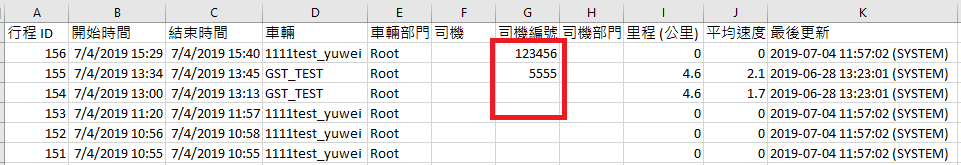 A B C D E F G H I J K
行程 ID 開始時間 結束時間 車輛 車輛部門 司機 司機編號 司機部門 里程 (公里) 平均速度 最後更新
156 7/4/2019 15:29 7/4/2019 15:40 1111test_yuwei Root 123456 0 0 2019-07-04 11:57:02 (SYSTEM)
155 7/4/2019 13:34 7/4/2019 13:45 GST_TEST Root 5555 4.6 2.1 2019-06-28 13:23:01 (SYSTEM)
154 7/4/2019 13:00 7/4/2019 13:13 GST_TEST Root 4.6 1.7 2019-06-28 13:23:01 (SYSTEM)
153 7/4/2019 11:20 7/4/2019 11:57 1111test_yuwei Root 0 0 2019-07-04 11:57:02 (SYSTEM)
152 7/4/2019 10:56 7/4/2019 10:58 1111test_yuwei Root 0 0 2019-07-04 11:57:02 (SYSTEM)
151 7/4/2019 10:55 7/4/2019 10:55 1111test_yuwei Root 0 0 2019-07-04 11:57:02 (SYSTEM)